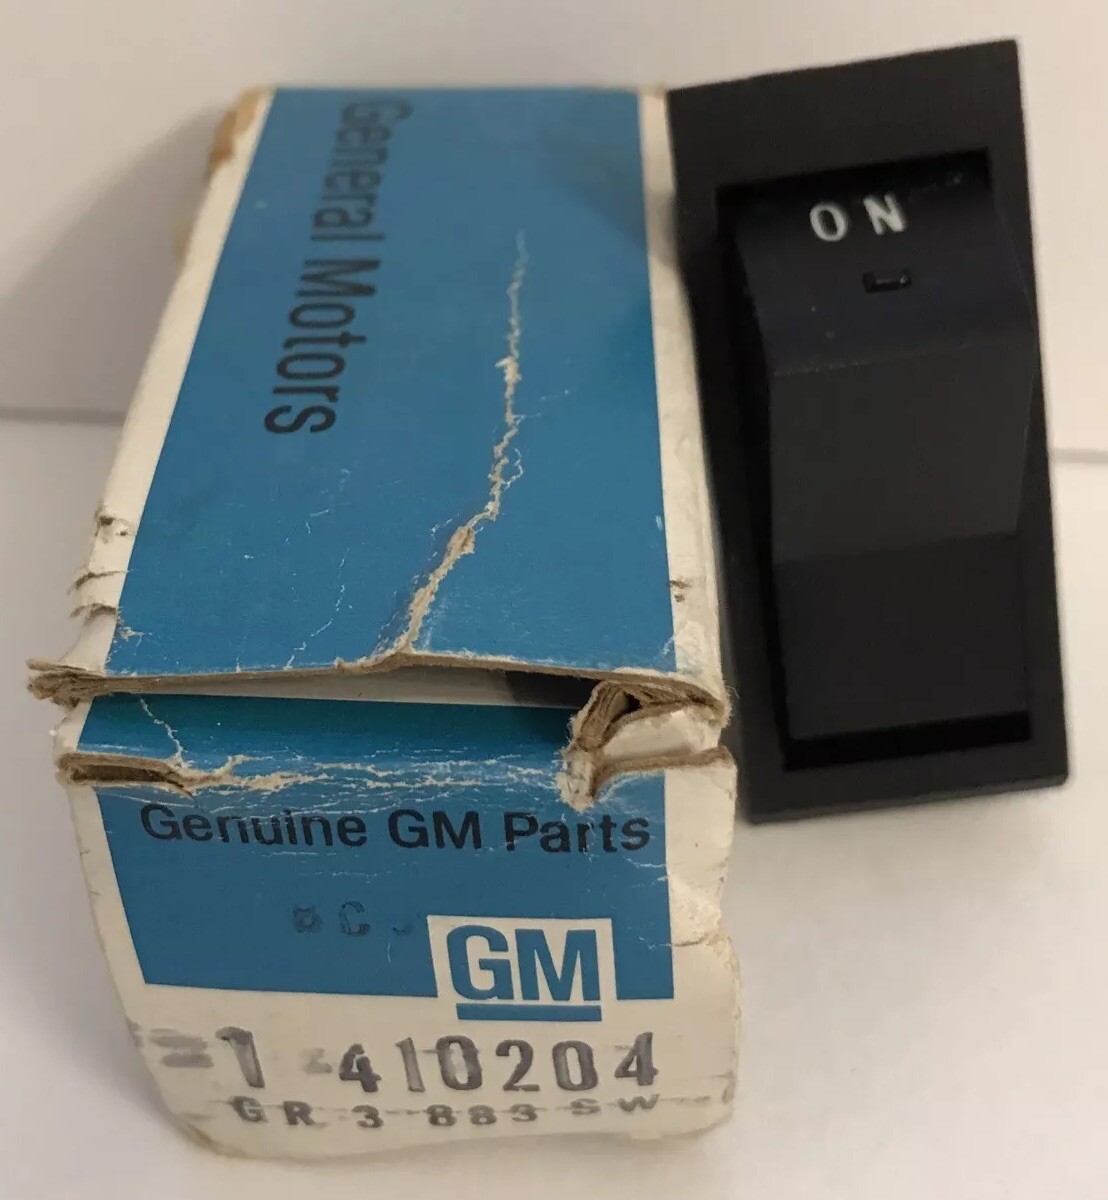 General Motors
ON
Genuine GM Parts
GM
1 410204
GR 3 883 SW